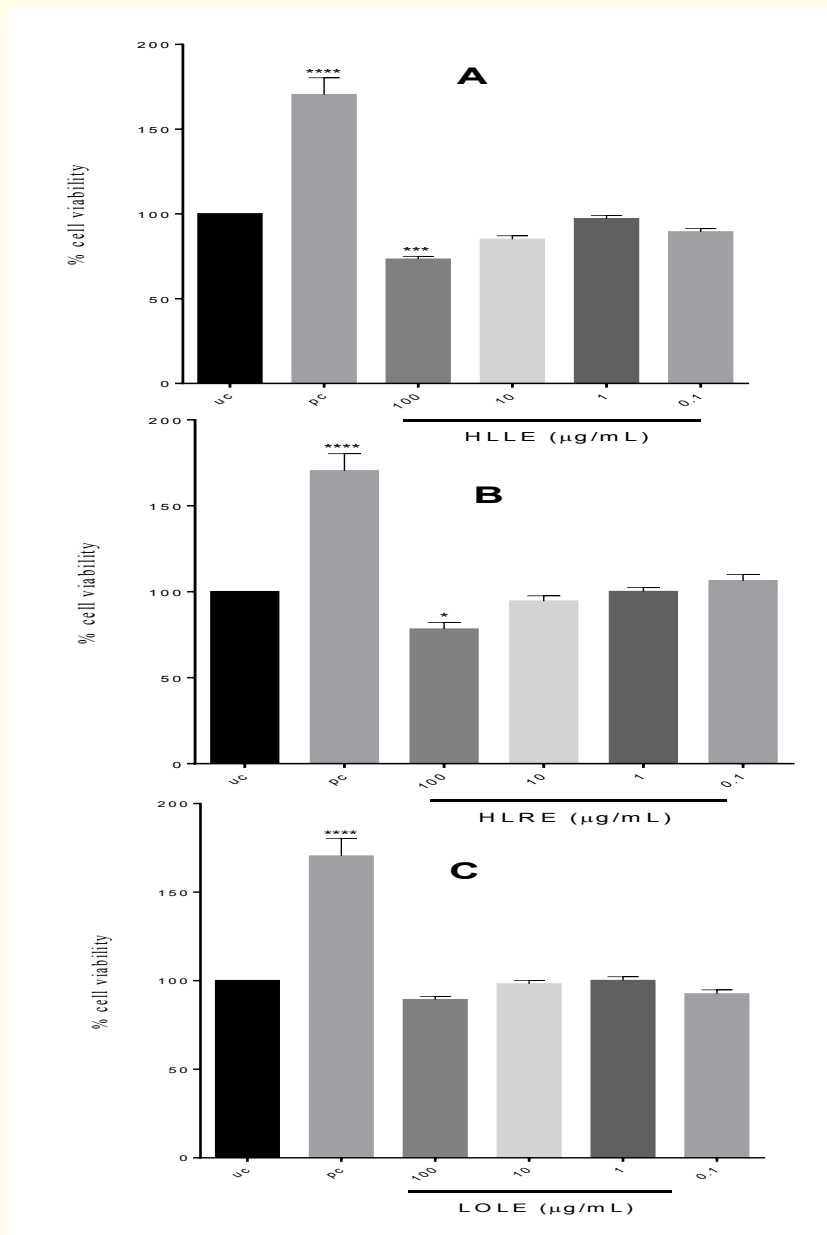 200
****
A
150
% cell viability
100
***
50
0
uc
pc
100
10
1
0.1
HLLE (µg/mL)
200
****
B
150
% cell viability
100
*
50
0
uc
pc
100
10
1
0.1
HLRE (µg/mL)
200
****
C
150
% cell viability
100
50
0
uc
pc
100
10
1
0.1
LOLE (µg/mL)